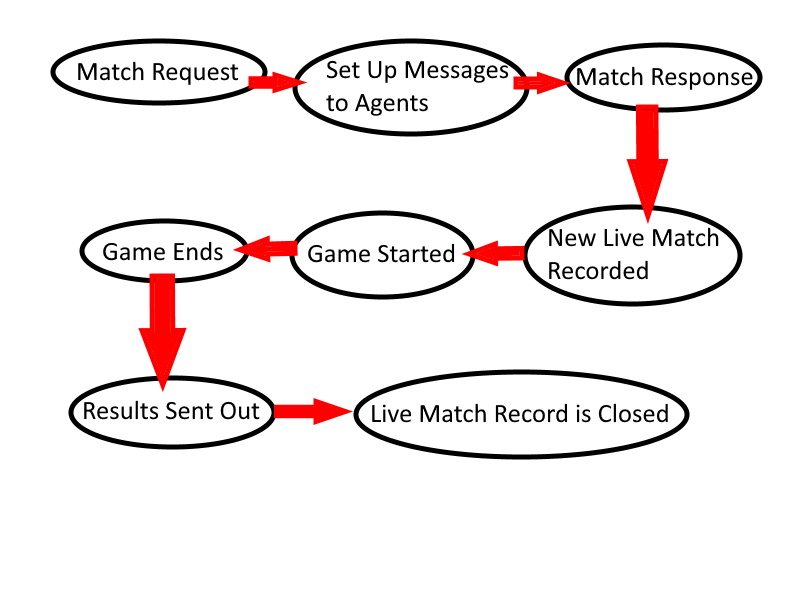 Match Request
Set Up Messages
to Agents
Match Response
New Live Match
Recorded
Game Started
Game Ends
Results Sent Out
Live Match Record is Closed